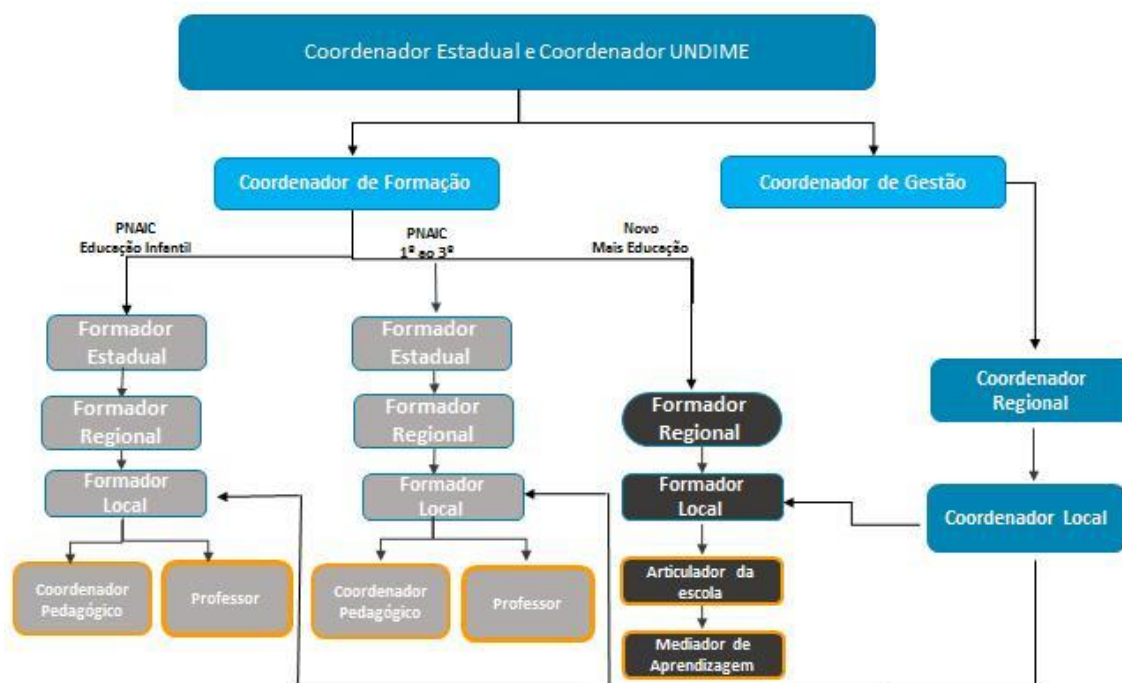 Coordenador Estadual e Coordenador UNDIME
Coordenador de Formação
Coordenador de Gestão
PNAIC
Educação Infantil
PNAIC
1º ao 3º
Novo
Mais Educação
Formador
Estadual
Formador
Regional
Formador
Local
Coordenador
Pedagógico
Professor
Formador
Estadual
Formador
Regional
Formador
Local
Coordenador
Pedagógico
Professor
Formador
Regional
Formador
Local
Articulador da
escola
Mediador de
Aprendizagem
Coordenador
Regional
Coordenador Local